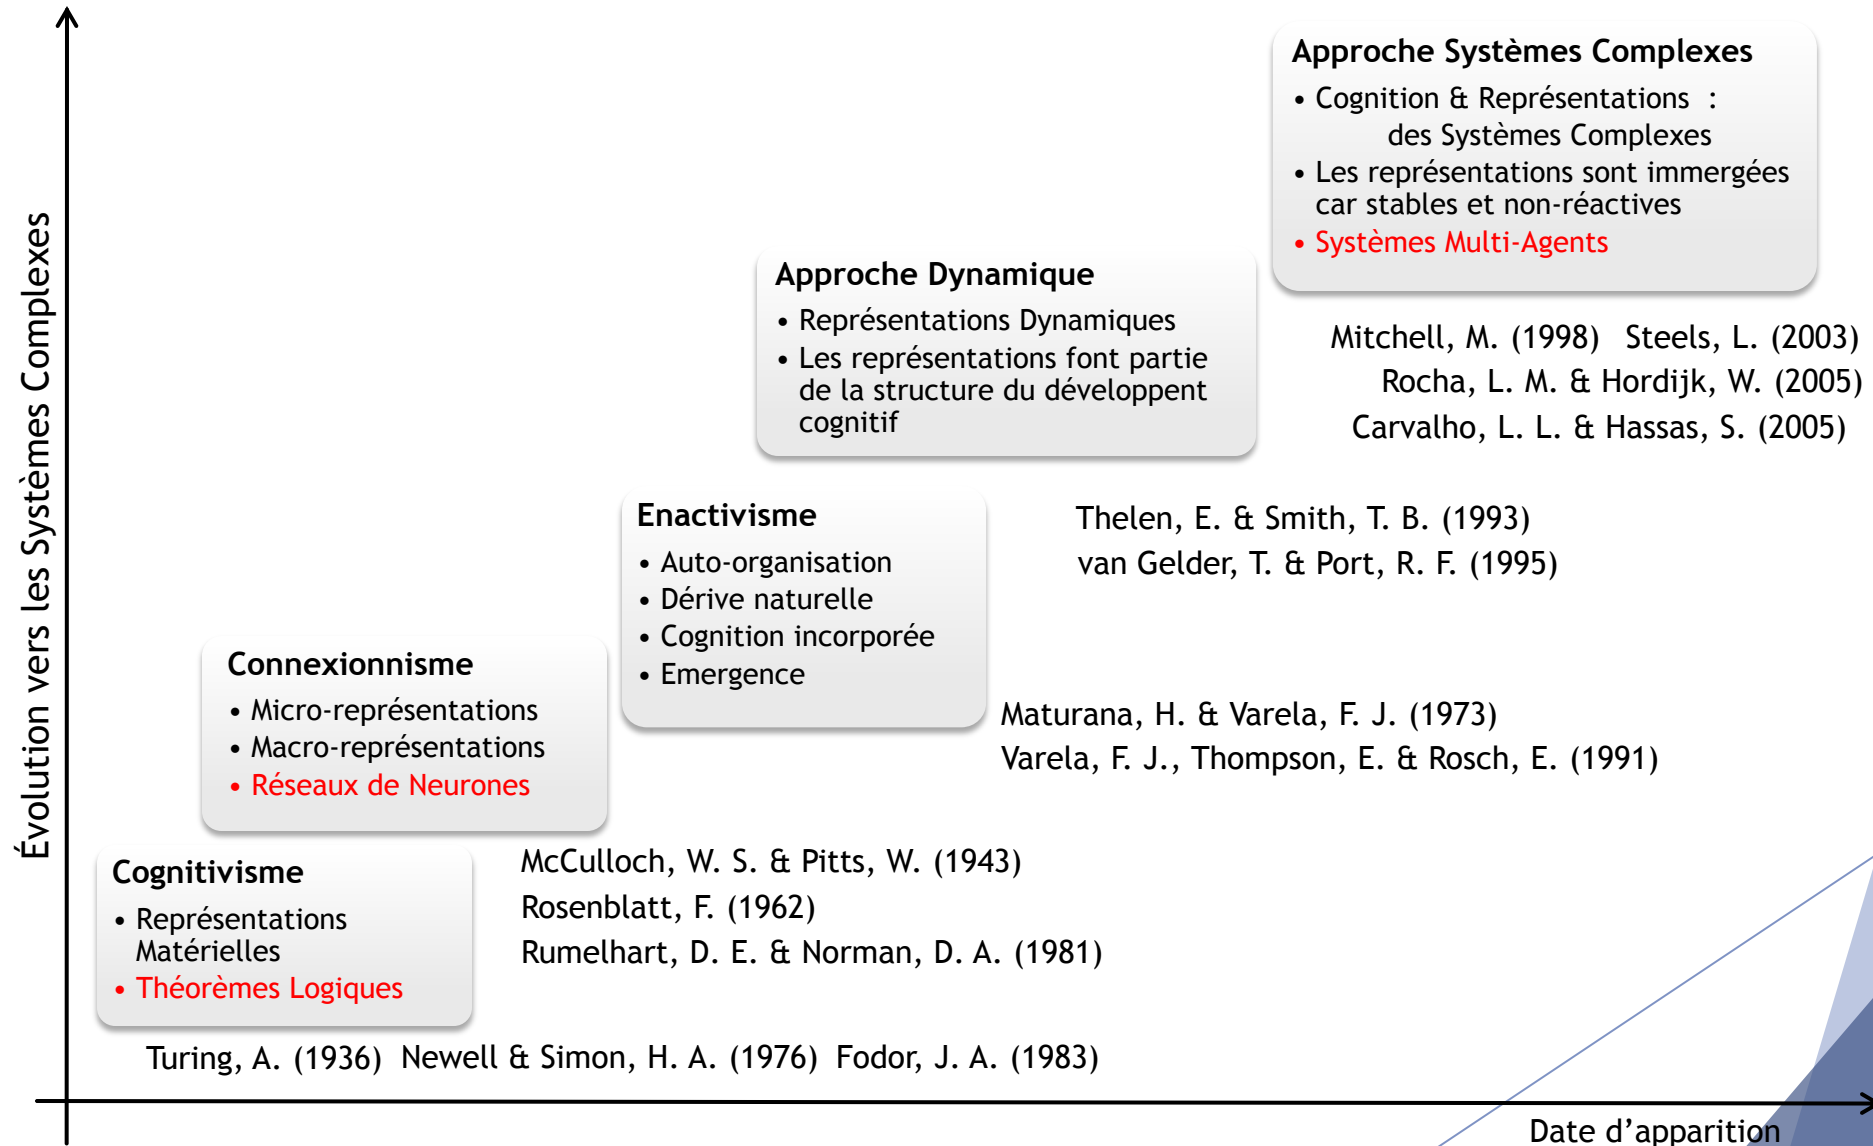 Évolution vers les Systèmes Complexes
Approche Systèmes Complexes
• Cognition & Représentations :
des Systèmes Complexes
• Les représentations sont immergées
car stables et non-réactives
• Systèmes Multi-Agents
Mitchell, M. (1998) Steels, L. (2003)
Rocha, L. M. & Hordijk, W. (2005)
Carvalho, L. L. & Hassas, S. (2005)
Approche Dynamique
• Représentations Dynamiques
• Les représentations font partie
de la structure du développent
cognitif
Thelen, E. & Smith, T. B. (1993)
van Gelder, T. & Port, R. F. (1995)
Enactivisme
• Auto-organisation
• Dérive naturelle
• Cognition incorporée
• Emergence
Maturana, H. & Varela, F. J. (1973)
Varela, F. J., Thompson, E. & Rosch, E. (1991)
Connexionnisme
• Micro-représentations
• Macro-représentations
• Réseaux de Neurones
McCulloch, W. S. & Pitts, W. (1943)
Rosenblatt, F. (1962)
Rumelhart, D. E. & Norman, D. A. (1981)
Cognitivisme
• Représentations
Matérielles
• Théorèmes Logiques
Turing, A. (1936) Newell & Simon, H. A. (1976) Fodor, J. A. (1983)
Date d'apparition